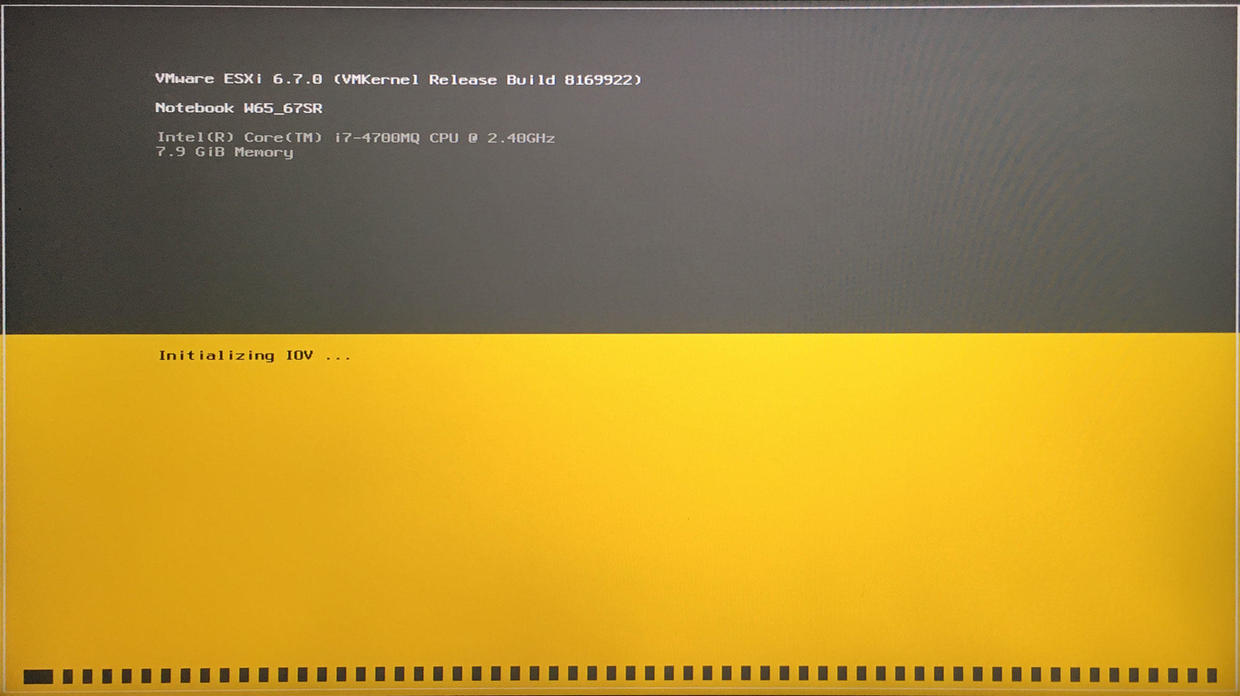 VMware ESXi 6.7.0 (VMKernel Release Build 8169922)
Notebook W65_67SR
Intel(R) Core(TM) i7-4700MQ CPU @ 2.40GHz
7.9 GiB Memory
Initializing IOV ...